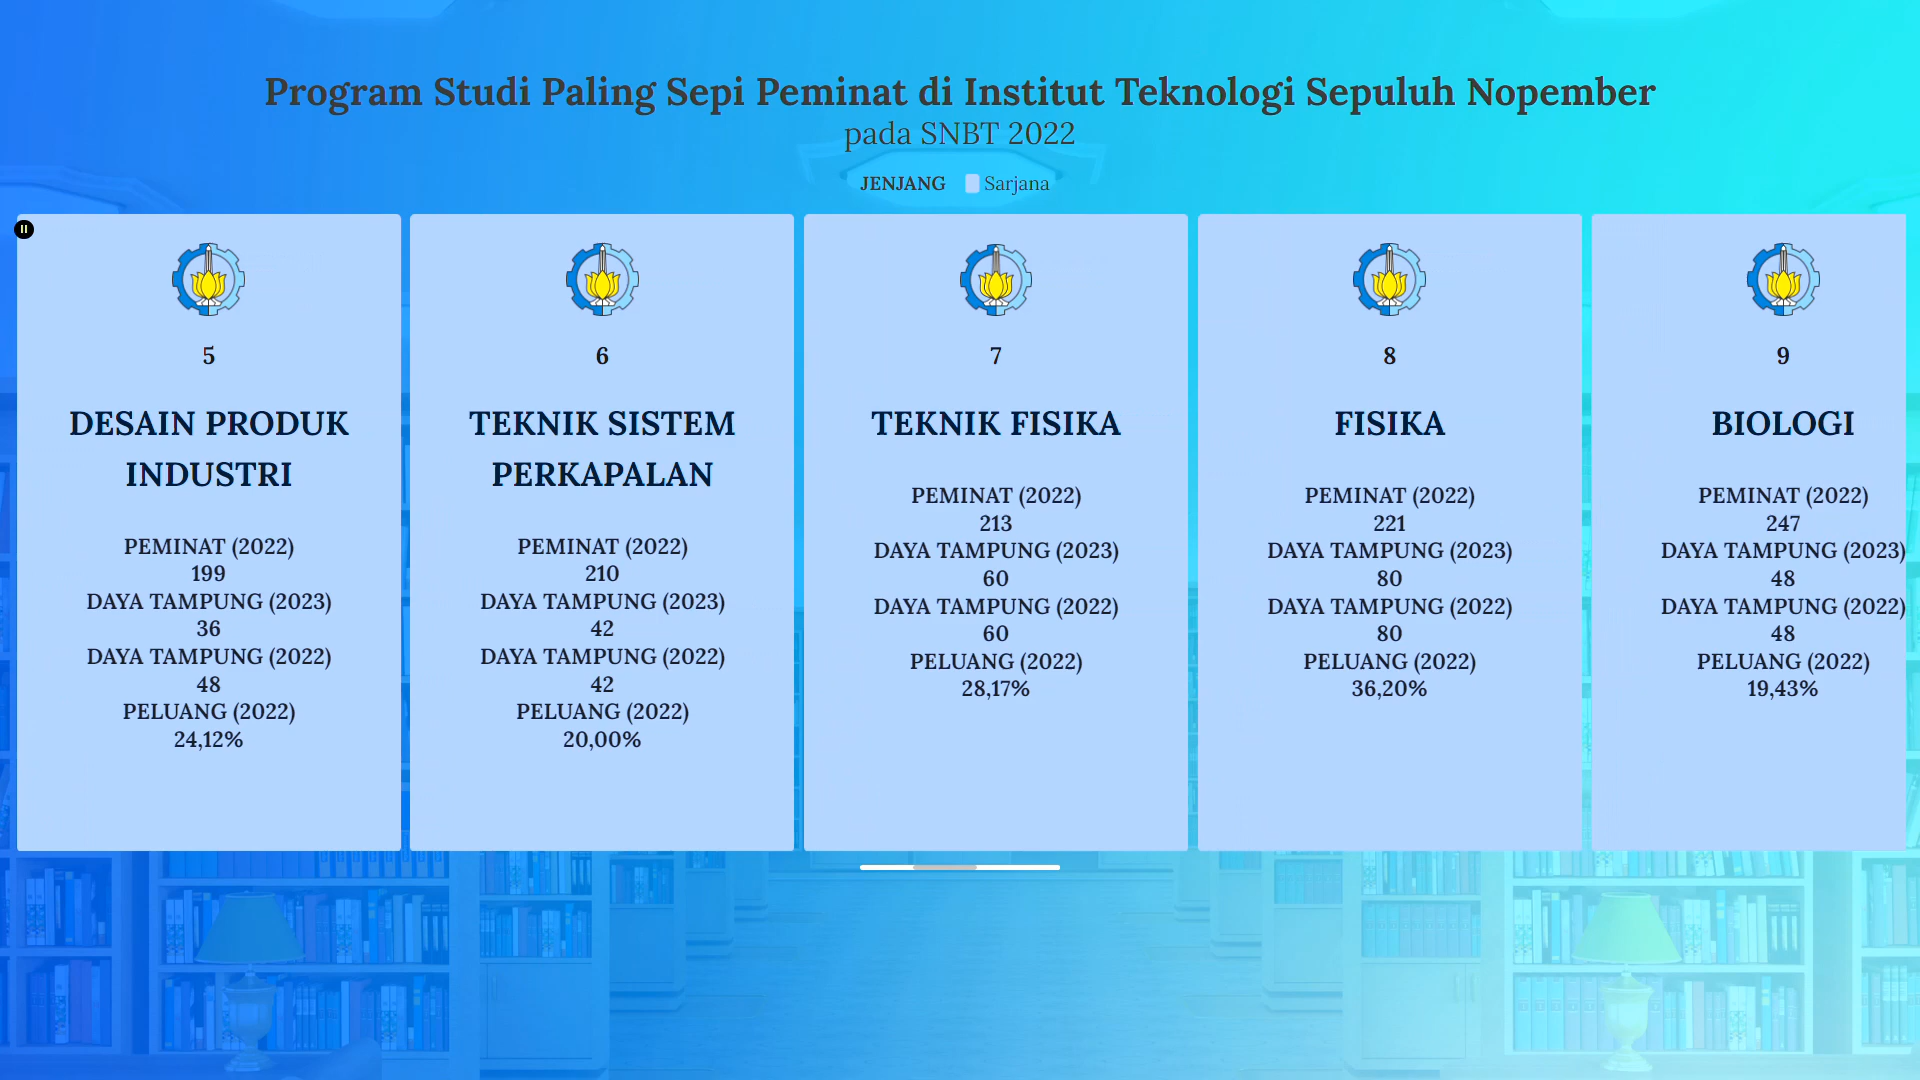 Program Studi Paling Sepi Peminat di Institut Teknologi Sepuluh Nopember
pada SNBT 2022
JENJANG Sarjana
5
DESAIN PRODUK
INDUSTRI
PEMINAT (2022)
199
DAYA TAMPUNG (2023)
36
DAYA TAMPUNG (2022)
48
PELUANG (2022)
24,12%
6
TEKNIK SISTEM
PERKAPALAN
PEMINAT (2022)
210
DAYA TAMPUNG (2023)
42
DAYA TAMPUNG (2022)
42
PELUANG (2022)
20,00%
7
TEKNIK FISIKA
PEMINAT (2022)
213
DAYA TAMPUNG (2023)
60
DAYA TAMPUNG (2022)
60
PELUANG (2022)
28,17%
8
FISIKA
PEMINAT (2022)
221
DAYA TAMPUNG (2023)
80
DAYA TAMPUNG (2022)
80
PELUANG (2022)
36,20%
9
BIOLOGI
PEMINAT (2022)
247
DAYA TAMPUNG (2023)
48
DAYA TAMPUNG (2022)
48
PELUANG (2022)
19,43%